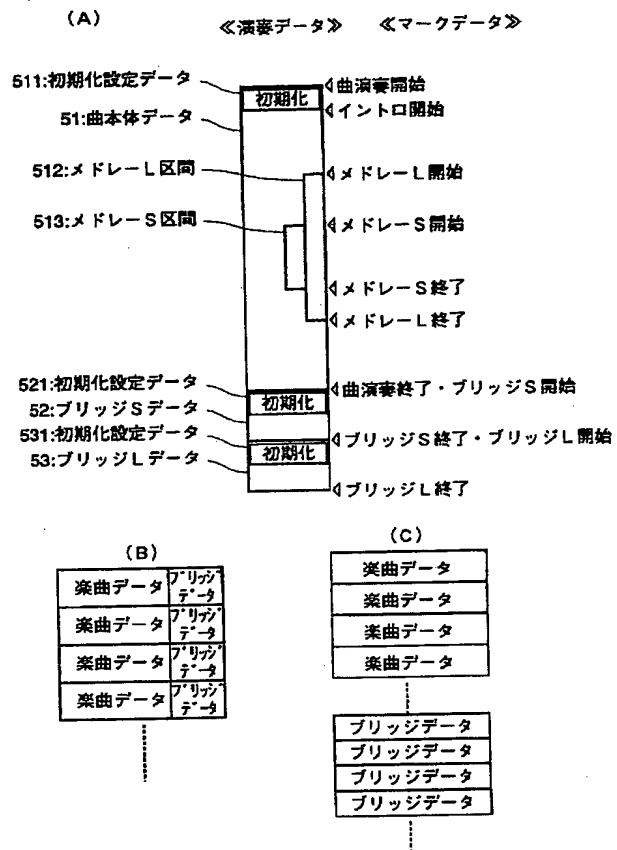 (A)
≪演奏データ≫
≪マークデータ≫
511:初期化設定データ
初期化
曲演奏開始
51:曲本体データ
イントロ開始
512:メドレーL区間
メドレーL開始
513:メドレーS区間
メドレーS開始
メドレーS終了
メドレーL終了
521:初期化設定データ
曲演奏終了・ブリッジS開始
初期化
52:ブリッジSデータ
531:初期化設定データ
ブリッジS終了・ブリッジL開始
初期化
53:ブリッジLデータ
ブリッジL終了
(B)
楽曲データ
ブリッジ
データ
楽曲データ
ブリッジ
データ
楽曲データ
ブリッジ
データ
楽曲データ
ブリッジ
データ
(C)
楽曲データ
楽曲データ
楽曲データ
楽曲データ
ブリッジデータ
ブリッジデータ
ブリッジデータ
ブリッジデータ